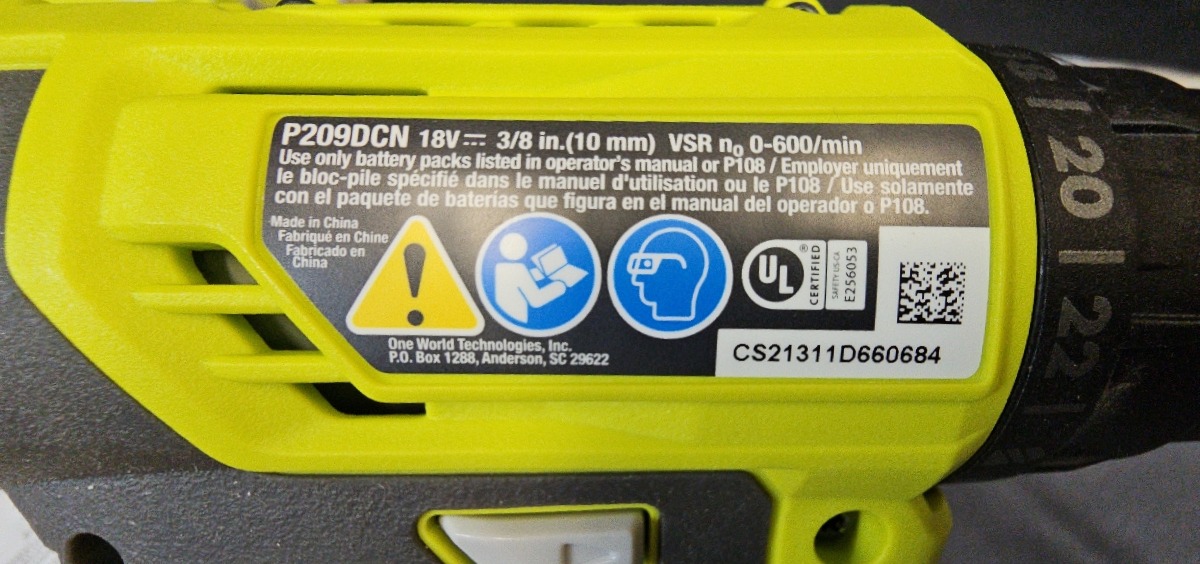 P209DCN 18V⎓ 3/8 in.(10 mm) VSR n₀ 0-600/min
Use only battery packs listed in operator's manual or P108 / Employer uniquement
le bloc-pile spécifié dans le manuel d'utilisation ou le P108 / Use solamente
con el paquete de baterías que figura en el manual del operador o P108.
Made in China
Fabriqué en Chine
Fabricado en
China
UL ®
CERTIFIED
SAFETY US-CA
E256053
One World Technologies, Inc.
P.O. Box 1288, Anderson, SC 29622
CS21311D660684
20
22